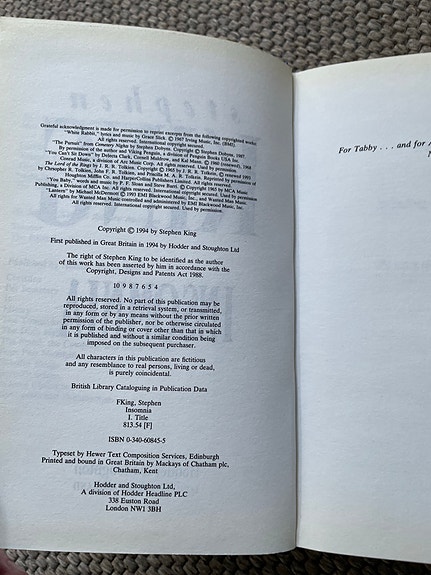 Grateful acknowledgment is made for permission to reprint excerpts from the following copyrighted works:
"White Rabbit," lyrics and music by Grace Slick. © 1967 Irving Music, Inc. (BMI).
All rights reserved. International copyright secured.
"The Pursuit" from Cemetery Nights by Stephen Dobyns. Copyright © Stephen Dobyns, 1987.
By permission of the author and Viking Penguin, a division of Penguin Books USA Inc.
"You Can't Sit Down" by Delecta Clark, Cornell Muldrow, and Kal Mann. © 1960 (renewed), 1968
Conrad Music, a division of Arc Music Corp. All rights reserved. Used by permission.
The Lord of the Rings by J. R. R. Tolkien. Copyright © 1965 by J. R. R. Tolkien, © renewed 1993
by Christopher R. Tolkien, John F. R. Tolkien, and Priscilla M. A. R. Tolkien. Reprinted by permission of
Houghton Mifflin Co. and HarperCollins Publishers Limited. All rights reserved.
words and music by P. F. Sloan and Steve Barri. Copyright © 1965 by MCA Music
Publishing, a Division of MCA Inc. All rights reserved. International copyright secured. Used by permission.
"Lantern" by Michael McDermott © 1993 EMI Blackwood Music, Inc., and Wanted Man Music.
All rights for Wanted Man Music controlled and administered by EMI Blackwood Music, Inc.
All rights reserved. International copyright secured. Used by permission.
Copyright © 1994 by Stephen King
First published in Great Britain in 1994 by Hodder and Stoughton Ltd
The right of Stephen King to be identified as the author
of this work has been asserted by him in accordance with the
Copyright, Designs and Patents Act 1988.
10 9 8 7 6 5 4
All rights reserved. No part of this publication may be
reproduced, stored in a retrieval system, or transmitted,
in any form or by any means without the prior written
permission of the publisher, nor be otherwise circulated
in any form of binding or cover other than that in which
it is published and without a similar condition being
imposed on the subsequent purchaser.
All characters in this publication are fictitious
and any resemblance to real persons, living or dead,
is purely coincidental.
British Library Cataloguing in Publication Data
FKing, Stephen
Insomnia
I. Title
813.54 [F]
ISBN 0-340-60845-5
Typeset by Hewer Text Composition Services, Edinburgh
Printed and bound in Great Britain by Mackays of Chatham plc,
Chatham, Kent
Hodder and Stoughton Ltd,
A division of Hodder Headline PLC
338 Euston Road
London NW1 3BH
For Tabby . . . and for A